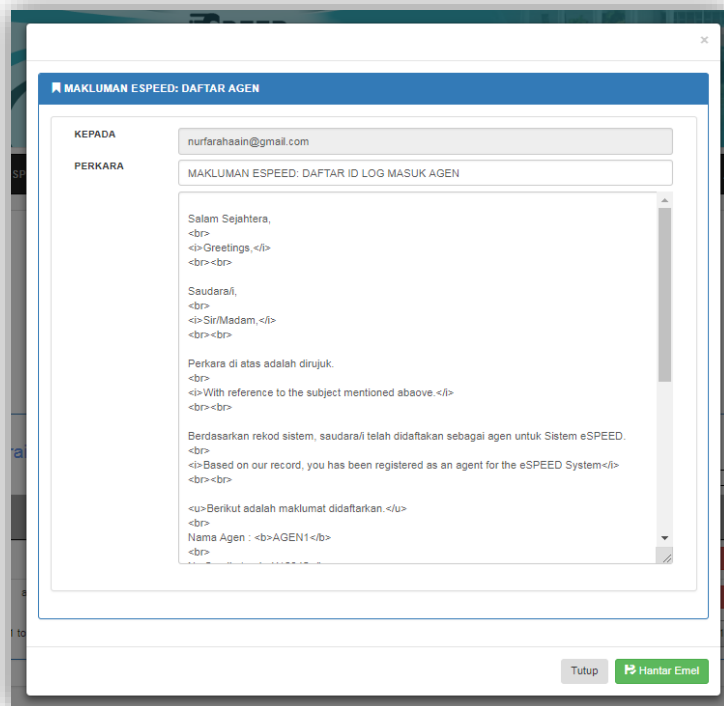 ×
MAKLUMAN ESPEED: DAFTAR AGEN
KEPADA
nurfarahaain@gmail.com
PERKARA
MAKLUMAN ESPEED: DAFTAR ID LOG MASUK AGEN
Salam Sejahtera,
<br>
<i>Greetings,</i>
<br><br>
Saudara/i,
<br>
<i>Sir/Madam,</i>
<br><br>
Perkara di atas adalah dirujuk.
<br>
<i>With reference to the subject mentioned abaove.</i>
<br><br>
Berdasarkan rekod sistem, saudara/i telah didaftakan sebagai agen untuk Sistem eSPEED.
<br>
<i>Based on our record, you has been registered as an agent for the eSPEED System</i>
<br><br>
<u>Berikut adalah maklumat didaftarkan.</u>
<br>
Nama Agen : <b>AGEN1</b>
<br>
Tutup
Hantar Emel